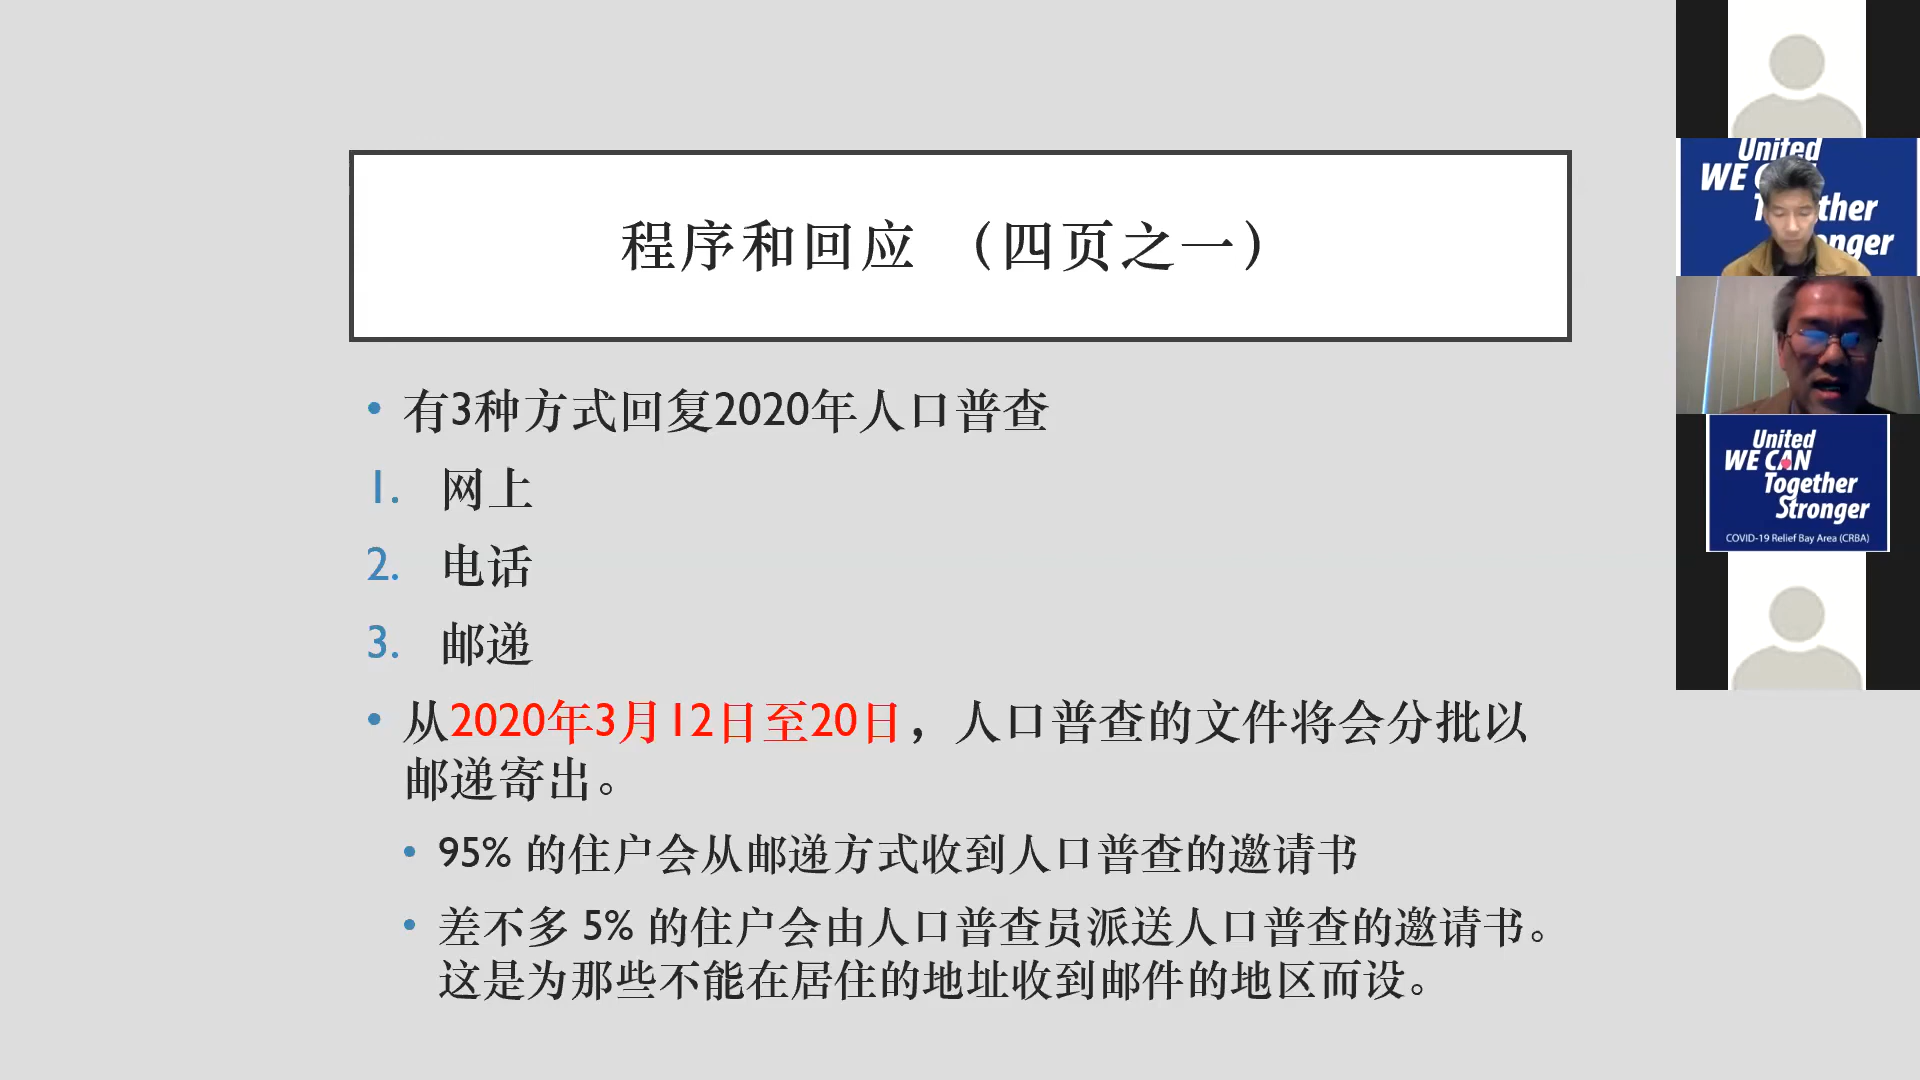 程序和回应 （四页之一）
• 有3种方式回复2020年人口普查
1. 网上
2. 电话
3. 邮递
• 从2020年3月12日至20日，人口普查的文件将会分批以
邮递寄出。
• 95% 的住户会从邮递方式收到人口普查的邀请书
• 差不多 5% 的住户会由人口普查员派送人口普查的邀请书。
这是为那些不能在居住的地址收到邮件的地区而设。
United
WE
United
WE CAN
Together
Stronger
COVID-19 Relief Bay Area (CRBA)